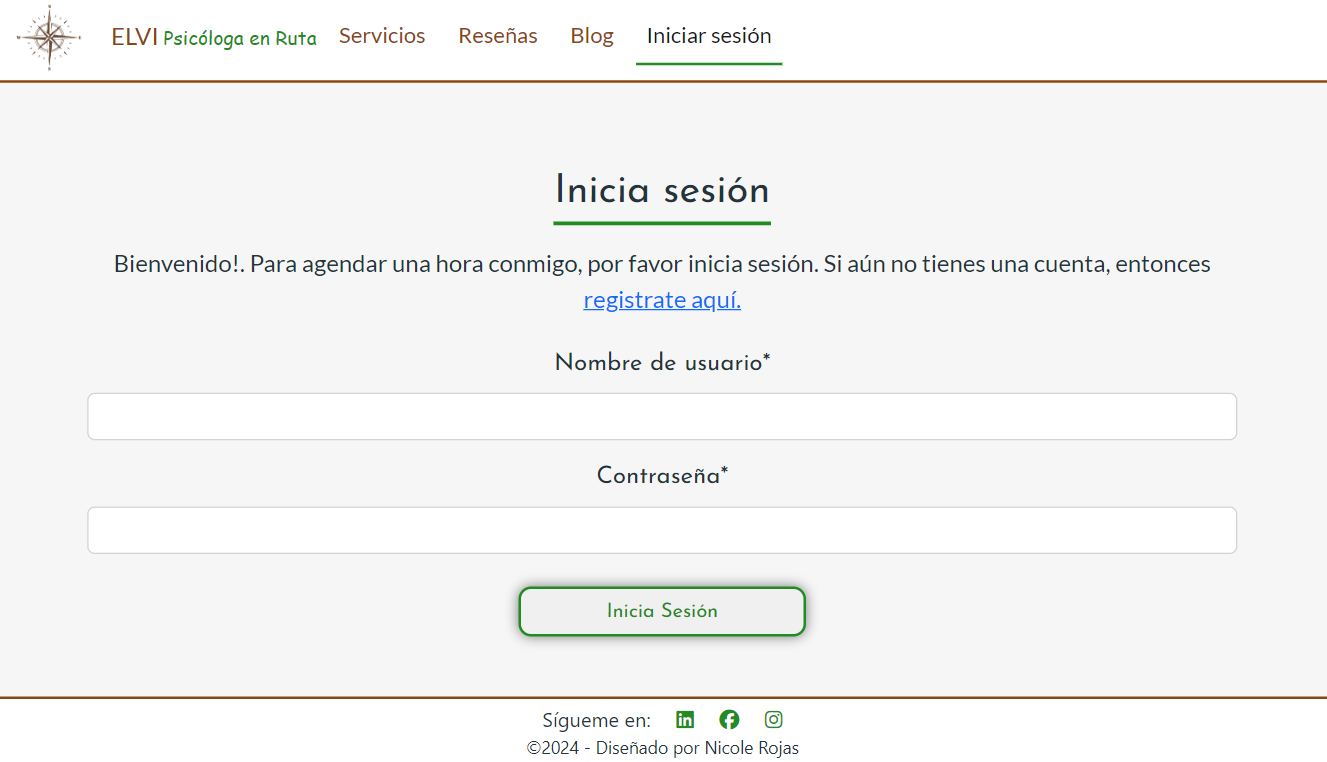 ELVI Psicóloga en Ruta Servicios Reseñas Blog Iniciar sesión
Inicia sesión
Bienvenido!. Para agendar una hora conmigo, por favor inicia sesión. Si aún no tienes una cuenta, entonces
registrate aquí.
Nombre de usuario*
Contraseña*
Inicia Sesión
Sígueme en:
©2024 - Diseñado por Nicole Rojas